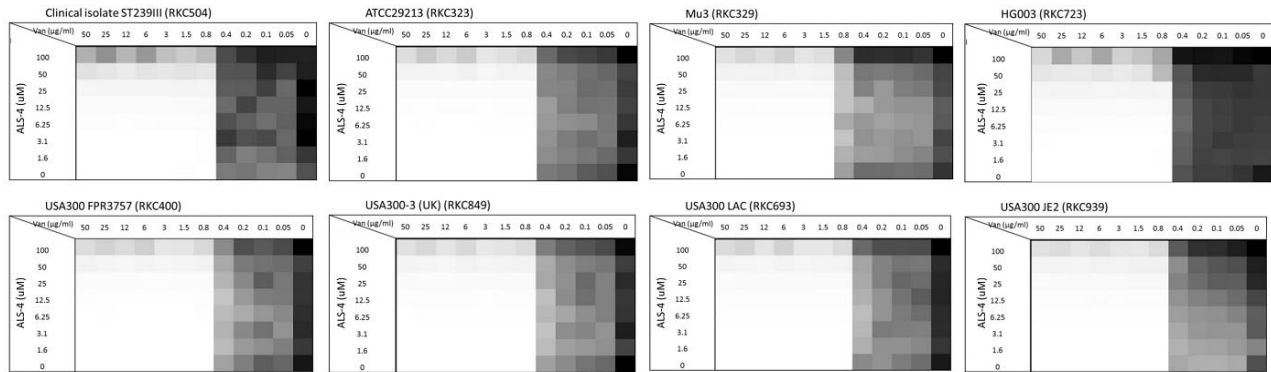 Clinical isolate ST239III (RKC504)
Van (µg/ml) 50 25 12 6 3 1.5 0.8 0.4 0.2 0.1 0.05 0
ALS-4 (uM)
100
50
25
12.5
6.25
3.1
1.6
0
ATCC29213 (RKC323)
Van (µg/ml) 50 25 12 6 3 1.5 0.8 0.4 0.2 0.1 0.05 0
ALS-4 (uM)
100
50
25
12.5
6.25
3.1
1.6
0
Mu3 (RKC329)
Van (µg/ml) 50 25 12 6 3 1.5 0.8 0.4 0.2 0.1 0.05 0
ALS-4 (uM)
100
50
25
12.5
6.25
3.1
1.6
0
HG003 (RKC723)
Van (µg/ml) 50 25 12 6 3 1.5 0.8 0.4 0.2 0.1 0.05 0
ALS-4 (uM)
100
50
25
12.5
6.25
3.1
1.6
0
USA300 FPR3757 (RKC400)
Van (µg/ml) 50 25 12 6 3 1.5 0.8 0.4 0.2 0.1 0.05 0
ALS-4 (uM)
100
50
25
12.5
6.25
3.1
1.6
0
USA300-3 (UK) (RKC849)
Van (µg/ml) 50 25 12 6 3 1.5 0.8 0.4 0.2 0.1 0.05 0
ALS-4 (uM)
100
50
25
12.5
6.25
3.1
1.6
0
USA300 LAC (RKC693)
Van (µg/ml) 50 25 12 6 3 1.5 0.8 0.4 0.2 0.1 0.05 0
ALS-4 (uM)
100
50
25
12.5
6.25
3.1
1.6
0
USA300 JE2 (RKC939)
Van (µg/ml) 50 25 12 6 3 1.5 0.8 0.4 0.2 0.1 0.05 0
ALS-4 (uM)
100
50
25
12.5
6.25
3.1
1.6
0